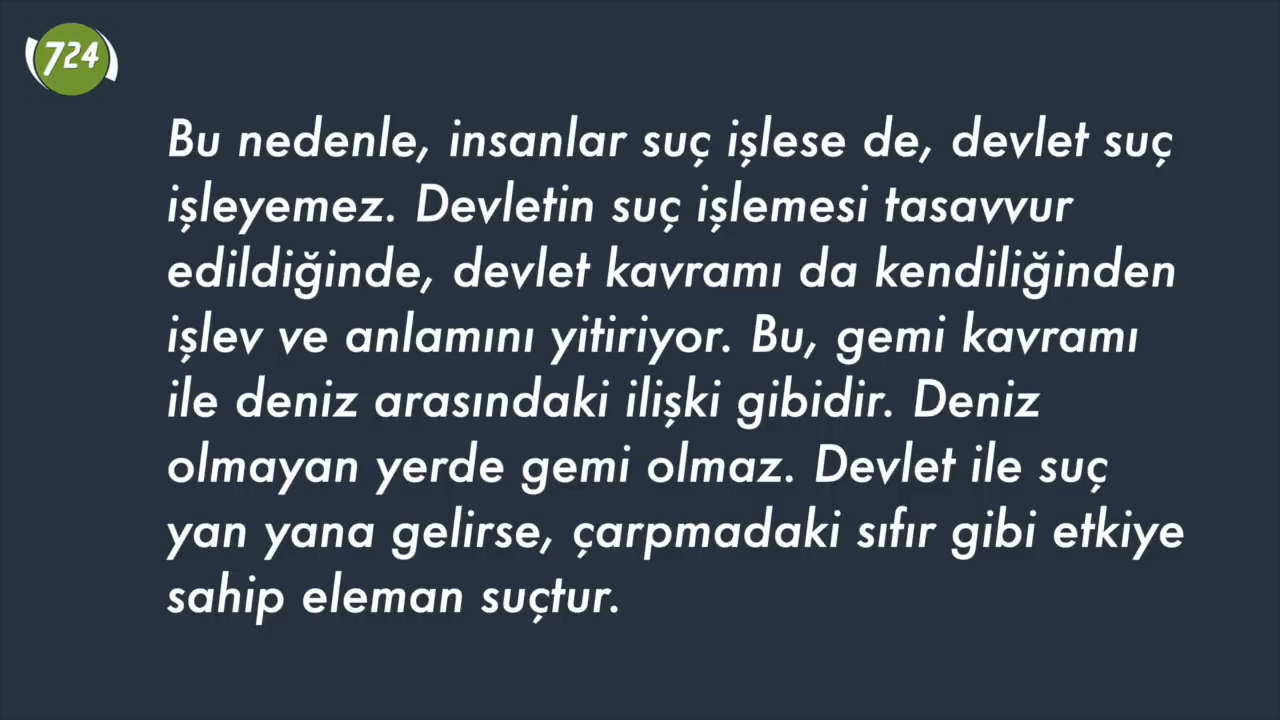 724
Bu nedenle, insanlar suç işlese de, devlet suç
işleyemez. Devletin suç işlemesi tasavvur
edildiğinde, devlet kavramı da kendiliğinden
işlev ve anlamını yitiriyor. Bu, gemi kavramı
ile deniz arasındaki ilişki gibidir. Deniz
olmayan yerde gemi olmaz. Devlet ile suç
yan yana gelirse, çarpmadaki sıfır gibi etkiye
sahip eleman suçtur.